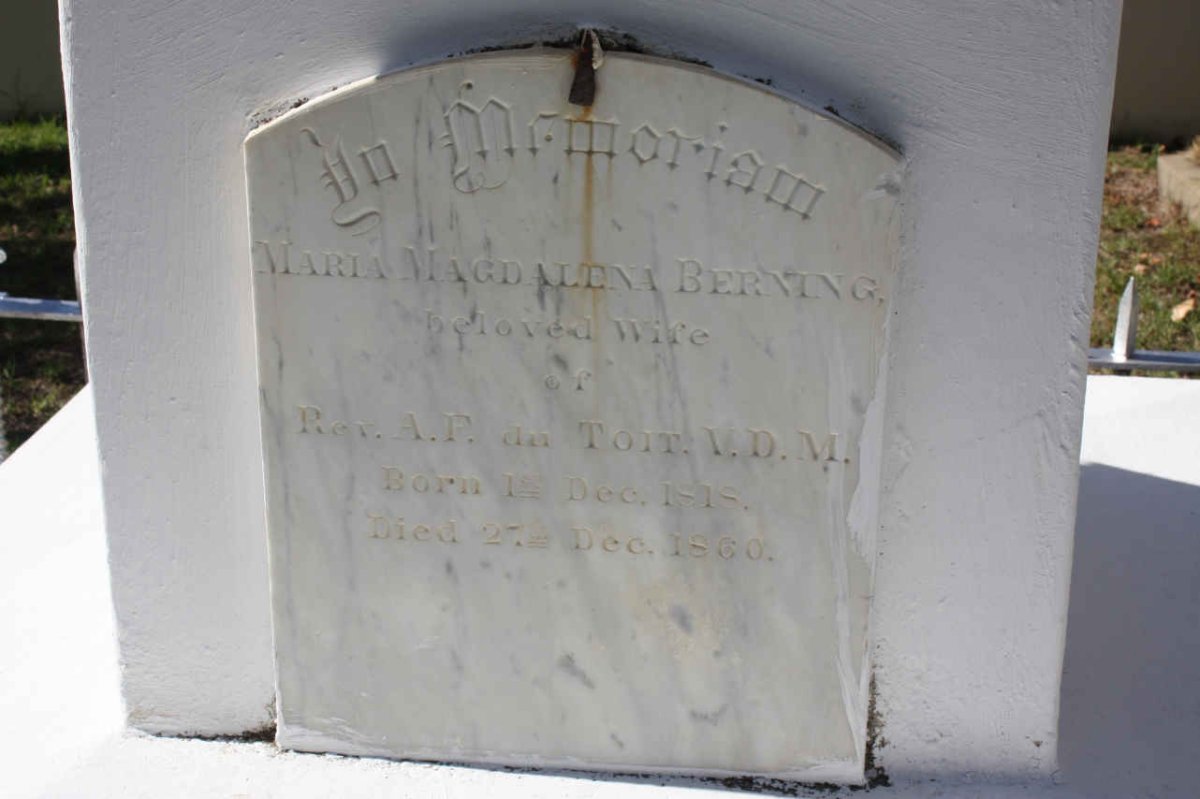 In Memoriam
MARIA MAGDALENA BERNING,
beloved Wife
of
Rev. A.F. du TOIT. V.D.M.
Born 1st Dec. 1818.
Died 27th Dec. 1860.